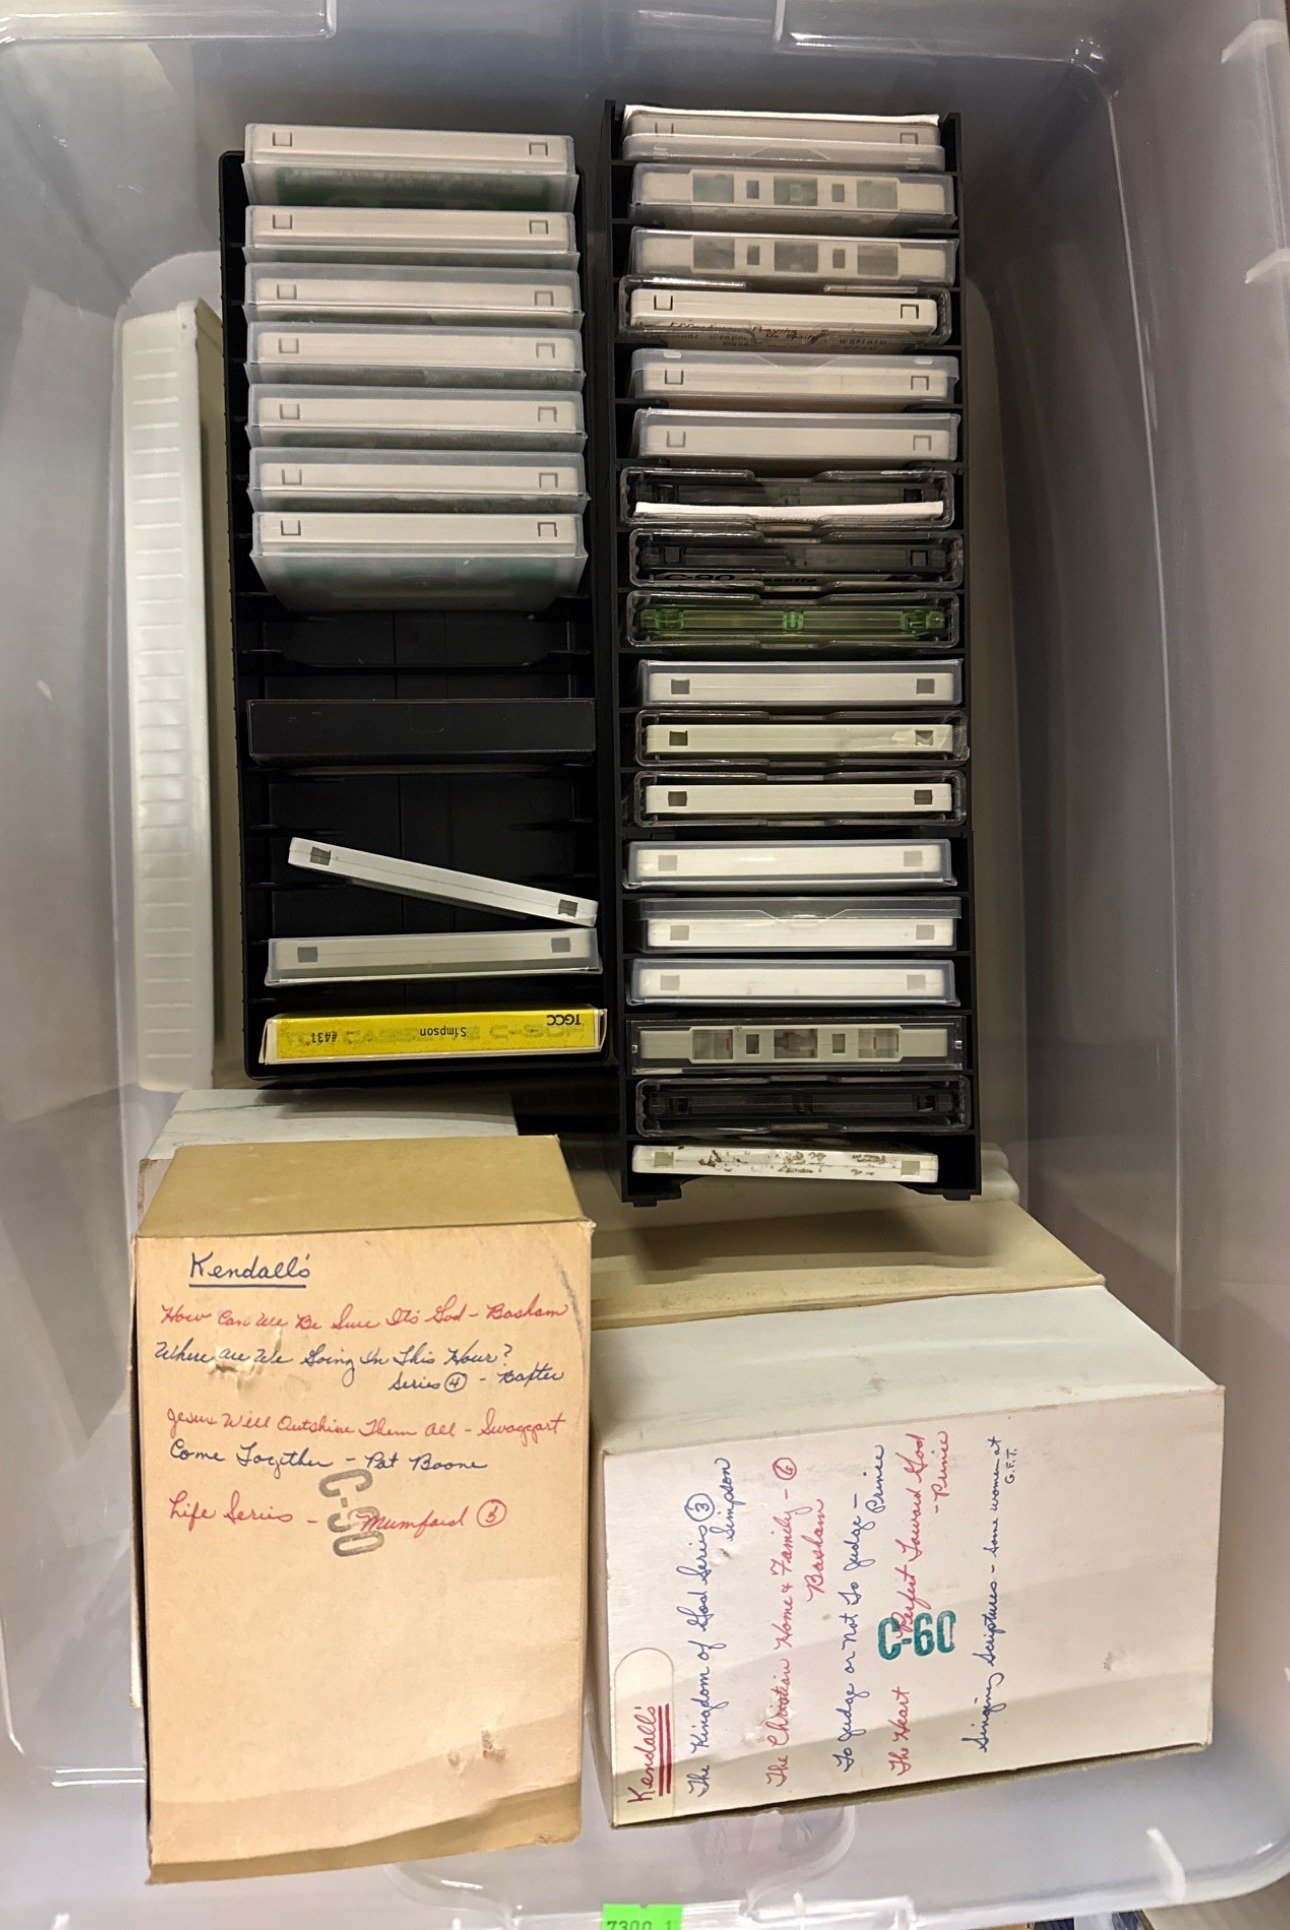 TGCC
Simpson
#431
C-90
Kendall's
How Can We Be Sure It's God - Basham
Where are We Going In This Hour?
Series ④ - Baxter
Jesus Will Outshine Them All - Swaggart
Come Together - Pat Boone
Life Series - Mumford ⑤
C-90
Kendall's
The Kingdom of God Series ③
Simpson
The Christian Home & Family - ⑥
Basham
To Judge or Not To Judge -
Prince
The Heart Perfect Toward God
- Prince
C-60
Singing Scriptures - some women at
G.F.T.
7300 1